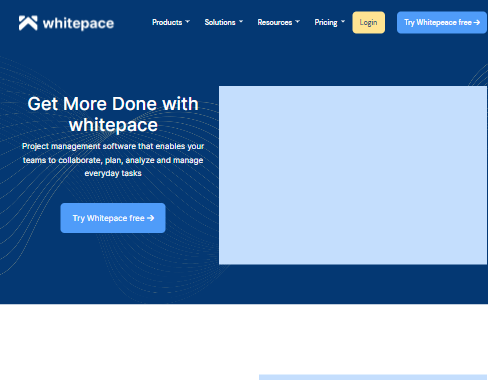 whitepace
Products
Solutions
Resources
Pricing
Login
Try Whitepeace free →
Get More Done with
whitepace
Project management software that enables your
teams to collaborate, plan, analyze and manage
everyday tasks
Try Whitepace free →